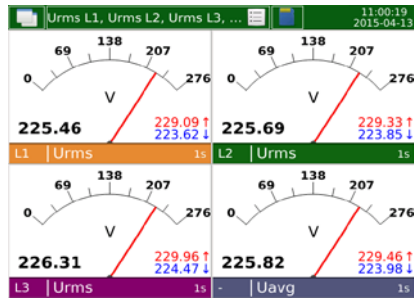 Urms L1, Urms L2, Urms L3, ...
11:00:19
2015-04-13
0 69 138 207 276
V
225.46
229.09↑
223.62↓
L1 Urms 1s
0 69 138 207 276
V
225.69
229.33↑
223.85↓
L2 Urms 1s
0 69 138 207 276
V
226.31
229.96↑
224.47↓
L3 Urms 1s
0 69 138 207 276
V
225.82
229.46↑
223.98↓
- Uavg 1s